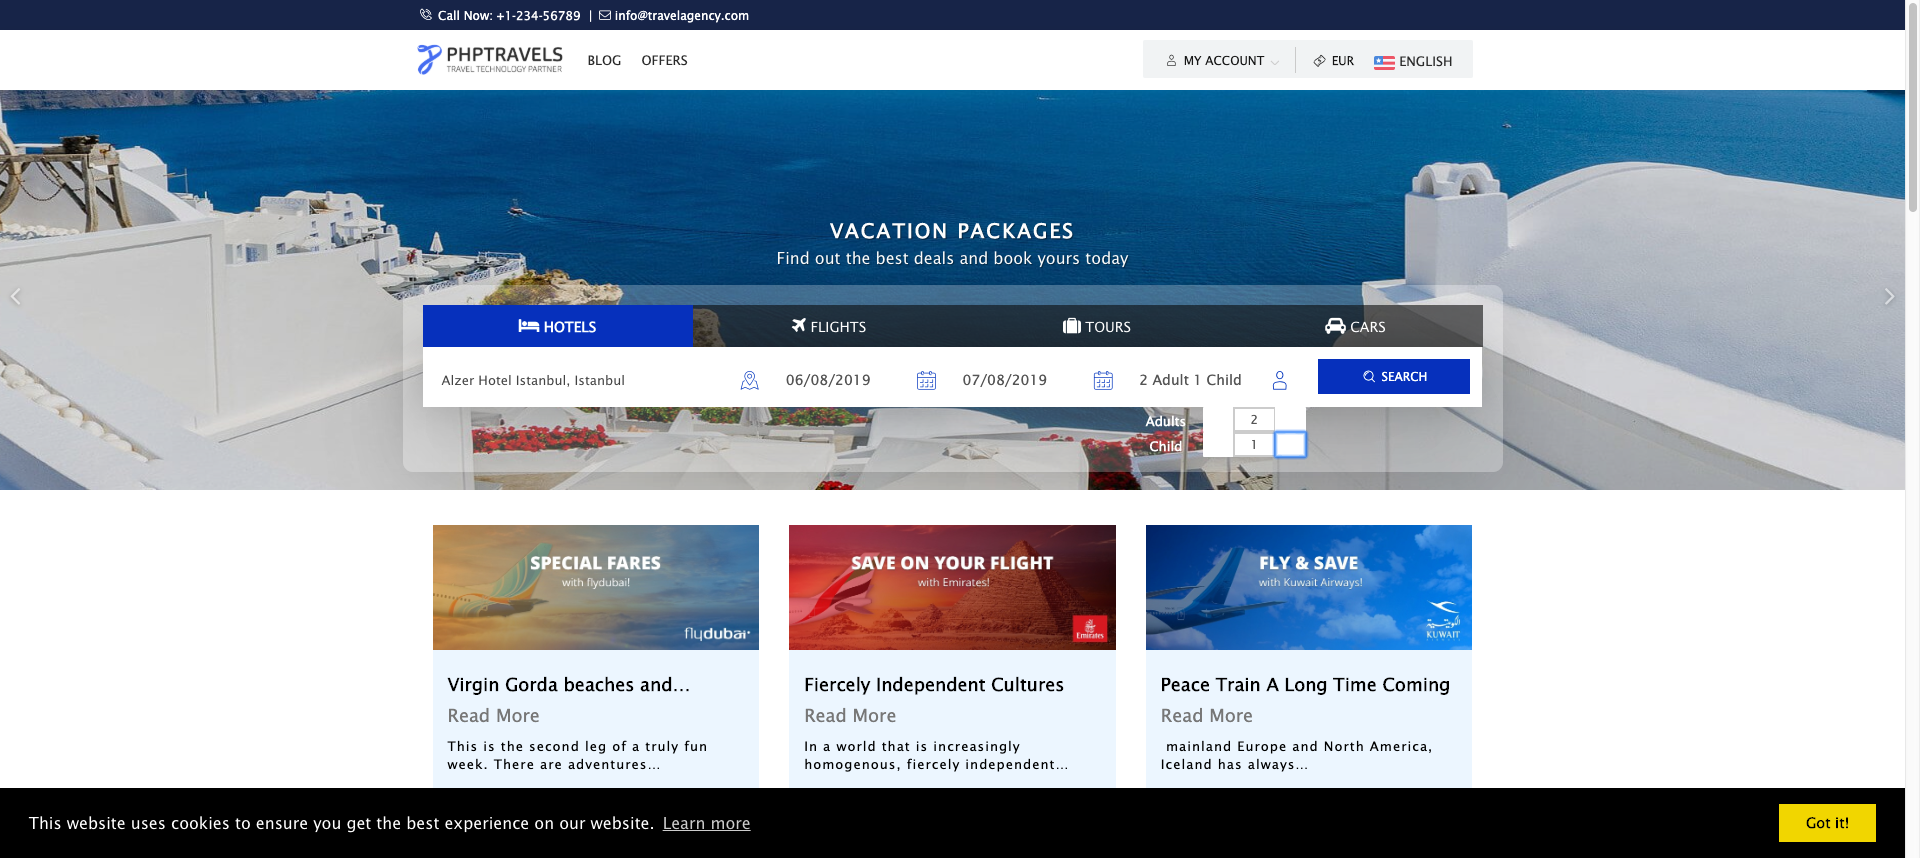 Call Now: +1-234-56789 | info@travelagency.com
PHPTRAVELS
TRAVEL TECHNOLOGY PARTNER
BLOG OFFERS
MY ACCOUNT EUR ENGLISH
VACATION PACKAGES
Find out the best deals and book yours today
HOTELS FLIGHTS TOURS CARS
Alzer Hotel Istanbul, Istanbul 06/08/2019 07/08/2019 2 Adult 1 Child SEARCH
Adults 2
Child 1
SPECIAL FARES
with flydubai!
flydubai
SAVE ON YOUR FLIGHT
with Emirates!
Emirates
FLY & SAVE
with Kuwait Airways!
KUWAIT
Virgin Gorda beaches and...
Read More
This is the second leg of a truly fun
week. There are adventures...
Fiercely Independent Cultures
Read More
In a world that is increasingly
homogenous, fiercely independent...
Peace Train A Long Time Coming
Read More
mainland Europe and North America,
Iceland has always...
This website uses cookies to ensure you get the best experience on our website. Learn more
Got it!